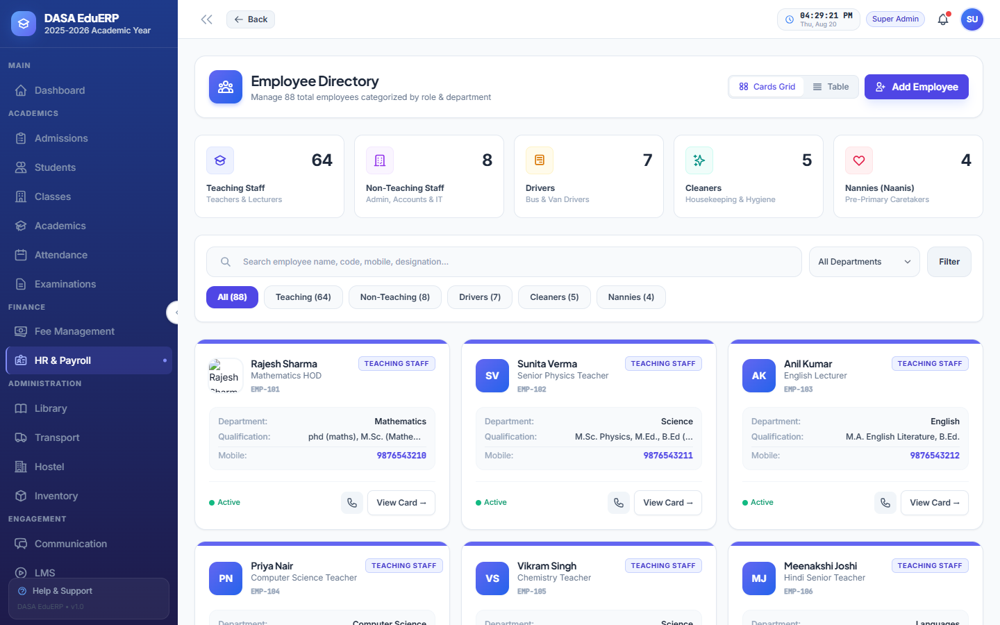 DASA EduERP
2025-2026 Academic Year
MAIN
Dashboard
ACADEMICS
Admissions
Students
Classes
Academics
Attendance
Examinations
FINANCE
Fee Management
HR & Payroll
ADMINISTRATION
Library
Transport
Hostel
Inventory
ENGAGEMENT
Communication
LMS
Help & Support
DASA EduERP • v1.0
← Back
04:29:21 PM
Thu, Aug 20
Super Admin
SU
Employee Directory
Manage 88 total employees categorized by role & department
Cards Grid
Table
Add Employee
64
Teaching Staff
Teachers & Lecturers
8
Non-Teaching Staff
Admin, Accounts & IT
7
Drivers
Bus & Van Drivers
5
Cleaners
Housekeeping & Hygiene
4
Nannies (Naanis)
Pre-Primary Caretakers
Search employee name, code, mobile, designation...
All Departments
Filter
All (88)
Teaching (64)
Non-Teaching (8)
Drivers (7)
Cleaners (5)
Nannies (4)
Rajesh Sharma
Rajesh Sharma
Mathematics HOD
EMP-101
TEACHING STAFF
Department: Mathematics
Qualification: phd (maths), M.Sc. (Mathe...
Mobile: 9876543210
Active
View Card →
SV
Sunita Verma
Senior Physics Teacher
EMP-102
TEACHING STAFF
Department: Science
Qualification: M.Sc. Physics, M.Ed., B.Ed (...
Mobile: 9876543211
Active
View Card →
AK
Anil Kumar
English Lecturer
EMP-103
TEACHING STAFF
Department: English
Qualification: M.A. English Literature, B.Ed.
Mobile: 9876543212
Active
View Card →
PN
Priya Nair
Computer Science Teacher
EMP-104
TEACHING STAFF
Department: Computer Science
VS
Vikram Singh
Chemistry Teacher
EMP-105
TEACHING STAFF
Department: Science
MJ
Meenakshi Joshi
Hindi Senior Teacher
EMP-106
TEACHING STAFF
Department: Languages